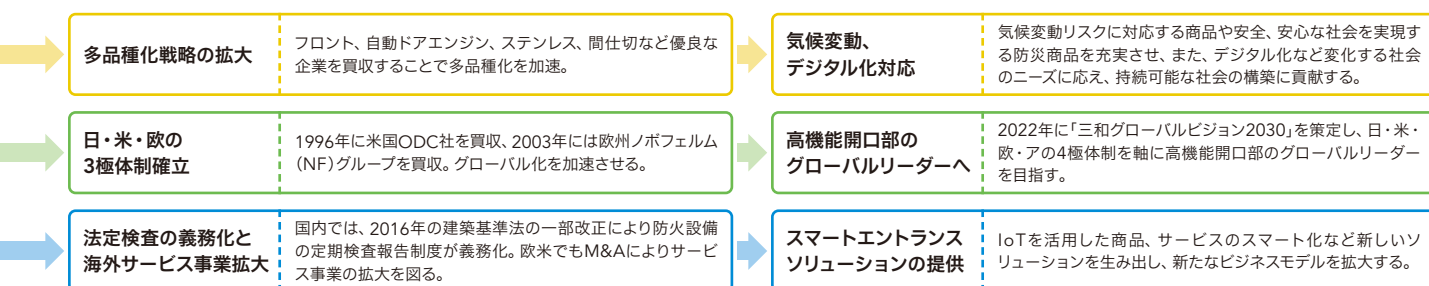 多品種化戦略の拡大
フロント、自動ドアエンジン、ステンレス、間仕切など優良な
企業を買収することで多品種化を加速。
気候変動、
デジタル化対応
気候変動リスクに対応する商品や安全、安心な社会を実現す
る防災商品を充実させ、また、デジタル化など変化する社会
のニーズに応え、持続可能な社会の構築に貢献する。
日・米・欧の
3極体制確立
1996年に米国ODC社を買収、2003年には欧州ノボフェルム
（NF）グループを買収。グローバル化を加速させる。
高機能開口部の
グローバルリーダーへ
2022年に「三和グローバルビジョン2030」を策定し、日・米・
欧・アの4極体制を軸に高機能開口部のグローバルリーダー
を目指す。
法定検査の義務化と
海外サービス事業拡大
国内では、2016年の建築基準法の一部改正により防火設備
の定期検査報告制度が義務化。欧米でもM&Aによりサービ
ス事業の拡大を図る。
スマートエントランス
ソリューションの提供
IoTを活用した商品、サービスのスマート化など新しいソ
リューションを生み出し、新たなビジネスモデルを拡大する。